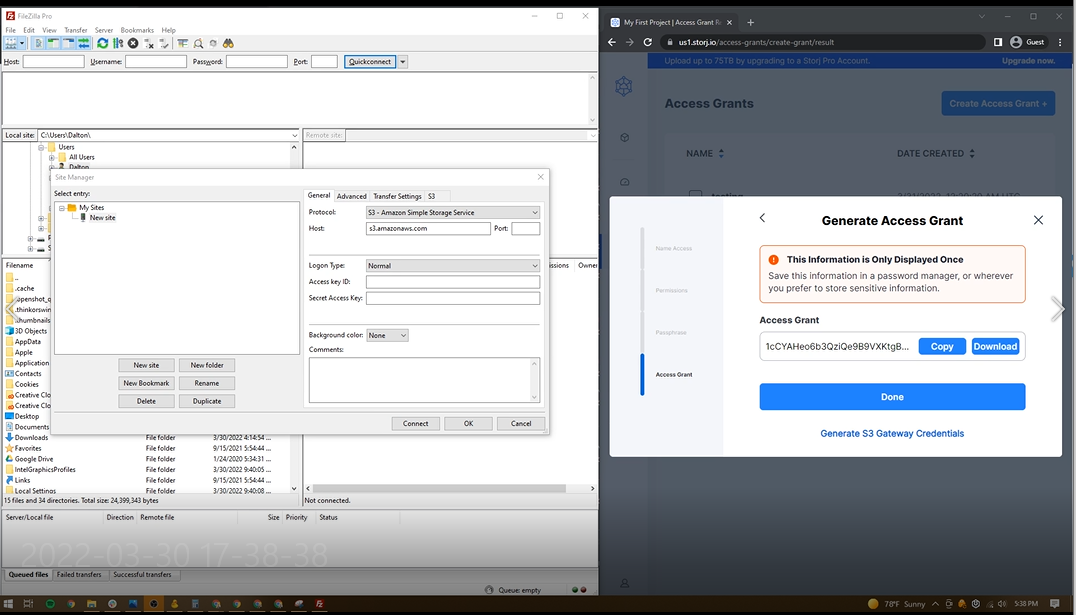 FileZilla Pro
File Edit View Transfer Server Bookmarks Help
Host: Username: Password: Port: Quickconnect
Local site: C:\Users\Dalton\
Remote site:
Users
All Users
Dalton
Site Manager
Select entry:
My Sites
New site
New site New folder
New Bookmark Rename
Delete Duplicate
General Advanced Transfer Settings S3
Protocol: S3 - Amazon Simple Storage Service
Host: s3.amazonaws.com Port:
Logon Type: Normal
Access key ID:
Secret Access Key:
Background color: None
Comments:
Connect OK Cancel
Filename
issions Owner
..
.cache
.openshot_q
.thinkorswin
.thumbnails
3D Objects
AppData
Apple
Application
Contacts
Cookies
Creative Clo
Creative Clo
Desktop
Documents
Downloads File folder 3/30/2022 4:14:54 ...
Favorites File folder 9/15/2021 5:54:44 ...
Google Drive File folder 1/24/2020 5:34:31 ...
IntelGraphicsProfiles File folder 3/30/2022 9:40:05 ...
Links File folder 9/15/2021 5:54:44 ...
Local Settings File folder 3/30/2022 9:40:08 ...
15 files and 34 directories. Total size: 24,399,343 bytes
Not connected.
Server/Local file Direction Remote file Size Priority Status
2022-03-30 17-38-38
Queued files Failed transfers Successful transfers
Queue: empty
My First Project | Access Grant
us1.storj.io/access-grants/create-grant/result
Guest
Upload up to 75TB by upgrading to a Storj Pro Account.
Upgrade now.
Access Grants
Create Access Grant +
NAME DATE CREATED
testing
Generate Access Grant
Name Access
Permissions
Passphrase
Access Grant
This Information is Only Displayed Once
Save this information in a password manager, or wherever
you prefer to store sensitive information.
Access Grant
1cCYAHeo6b3QziQe9B9VXKtgB... Copy Download
Done
Generate S3 Gateway Credentials
78°F Sunny 5:38 PM